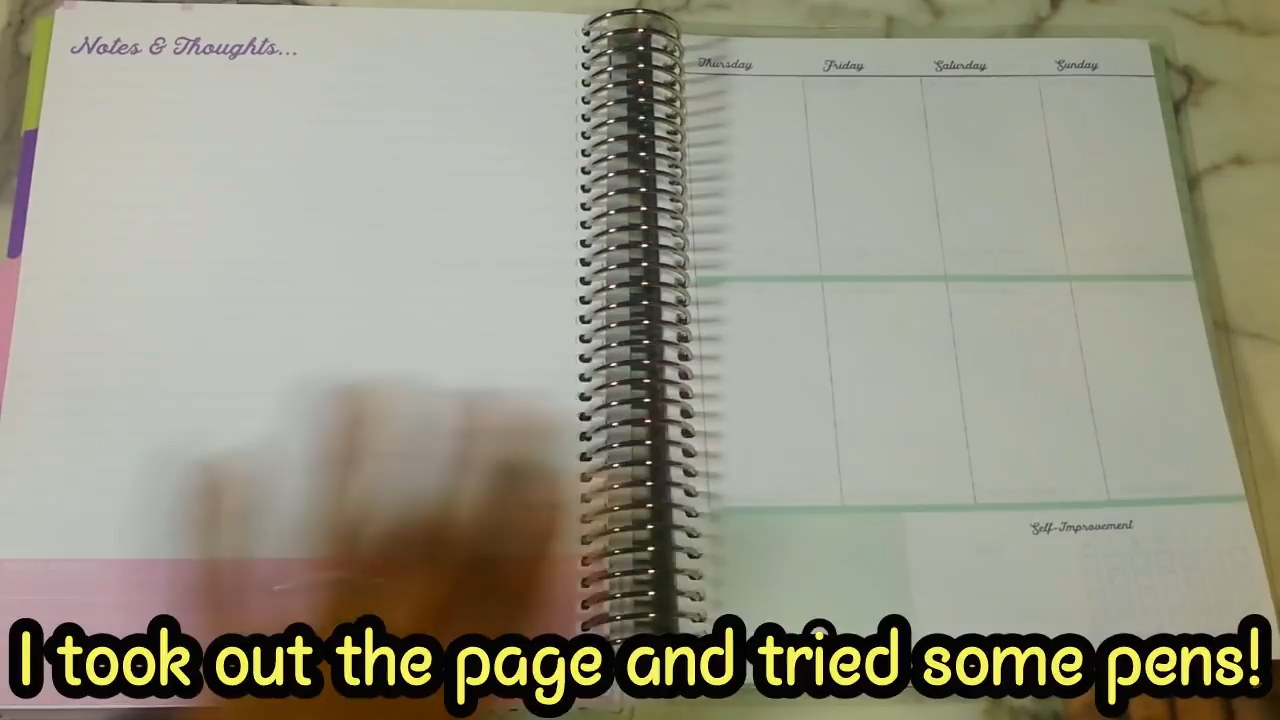 Notes & Thoughts...
Thursday Friday Saturday Sunday
Self-Improvement
I took out the page and tried some pens!